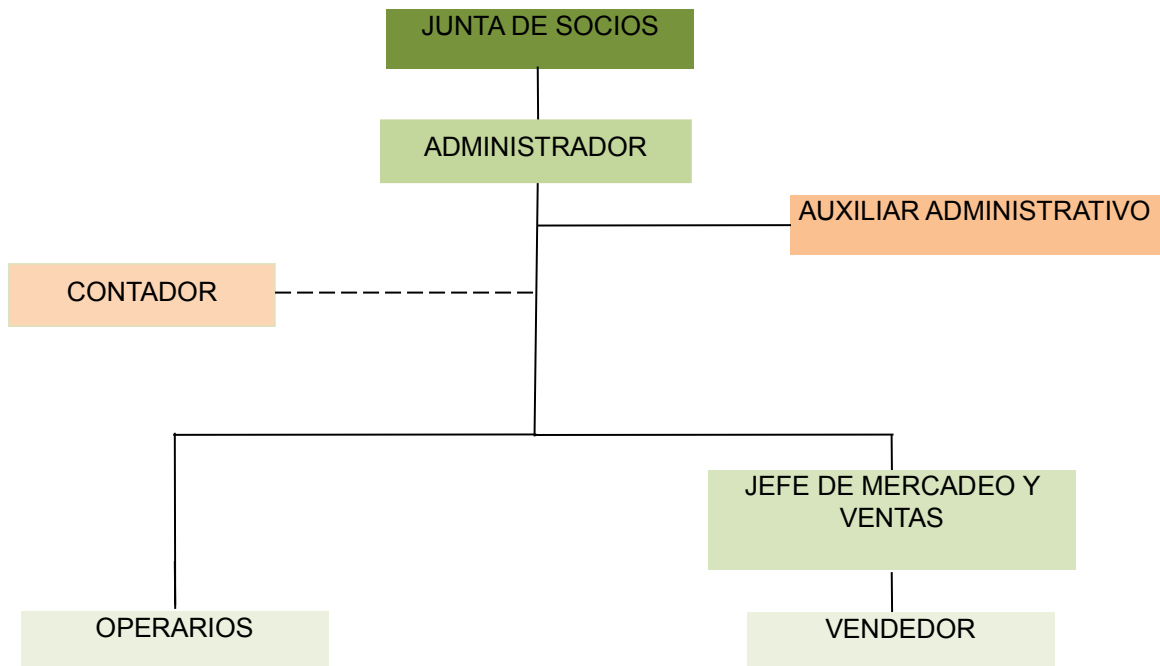 JUNTA DE SOCIOS
ADMINISTRADOR
AUXILIAR ADMINISTRATIVO
CONTADOR
JEFE DE MERCADEO Y
VENTAS
OPERARIOS
VENDEDOR